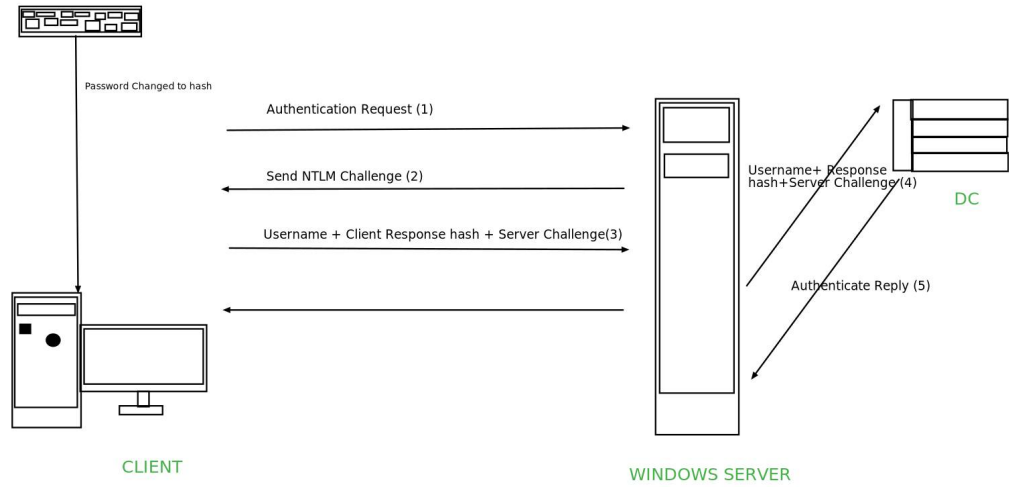 Password Changed to hash
Authentication Request (1)
Send NTLM Challenge (2)
Username + Client Response hash + Server Challenge(3)
Username+ Response
hash+Server Challenge (4)
DC
Authenticate Reply (5)
CLIENT
WINDOWS SERVER